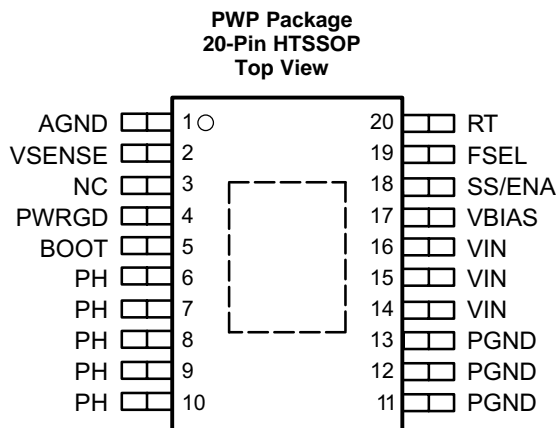 PWP Package
20-Pin HTSSOP
Top View
AGND 1 20 RT
VSENSE 2 19 FSEL
NC 3 18 SS/ENA
PWRGD 4 17 VBIAS
BOOT 5 16 VIN
PH 6 15 VIN
PH 7 14 VIN
PH 8 13 PGND
PH 9 12 PGND
PH 10 11 PGND